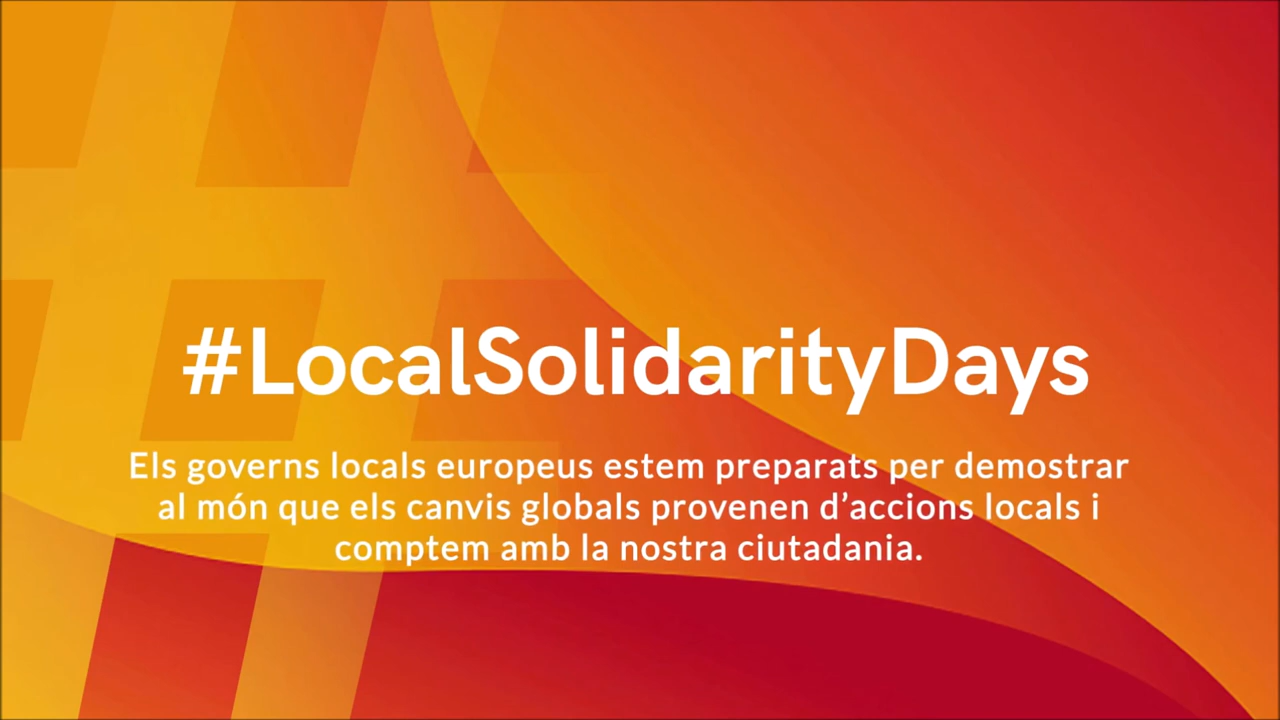 #LocalSolidarityDays
Els governs locals europeus estem preparats per demostrar
al món que els canvis globals provenen d’accions locals i
comptem amb la nostra ciutadania.